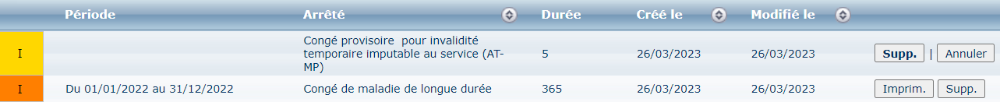 Période Arrêté Durée Créé le Modifié le
I Congé provisoire  pour invalidité temporaire imputable au service (AT-MP) 5 26/03/2023 26/03/2023 Supp. | Annuler
I Du 01/01/2022 au 31/12/2022 Congé de maladie de longue durée 365 26/03/2023 26/03/2023 Imprim. Supp.